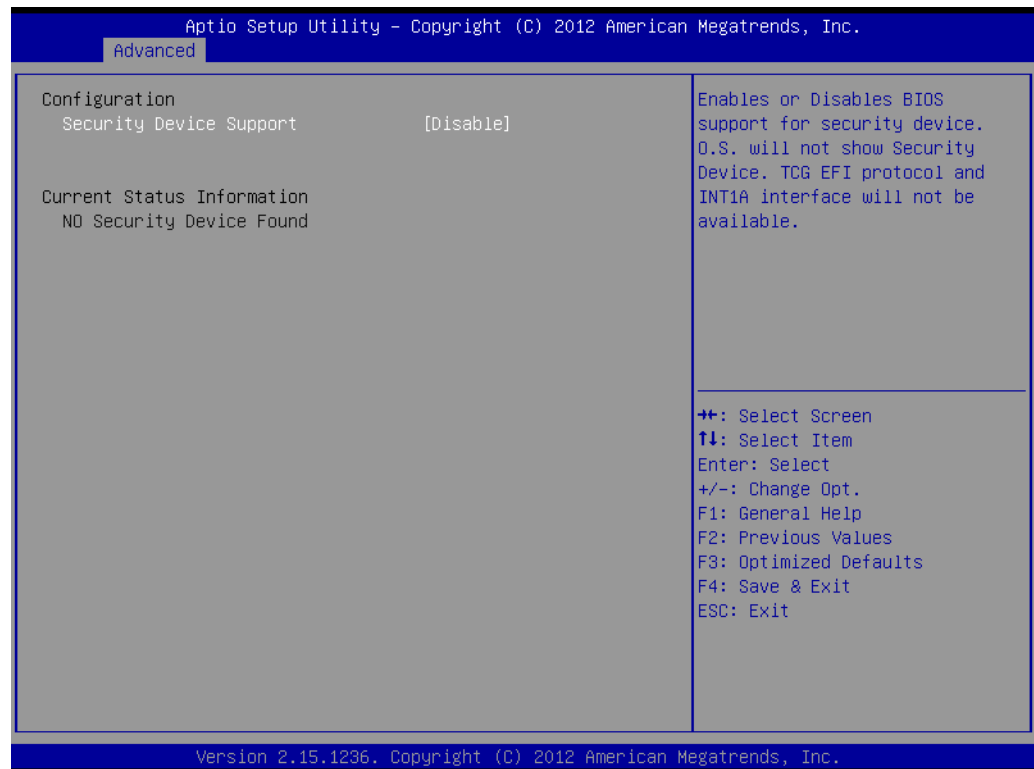 Aptio Setup Utility – Copyright (C) 2012 American Megatrends, Inc.
Advanced
Configuration
Security Device Support [Disable]
Current Status Information
NO Security Device Found
Enables or Disables BIOS
support for security device.
O.S. will not show Security
Device. TCG EFI protocol and
INT1A interface will not be
available.
→←: Select Screen
↑↓: Select Item
Enter: Select
+/-: Change Opt.
F1: General Help
F2: Previous Values
F3: Optimized Defaults
F4: Save & Exit
ESC: Exit
Version 2.15.1236. Copyright (C) 2012 American Megatrends, Inc.